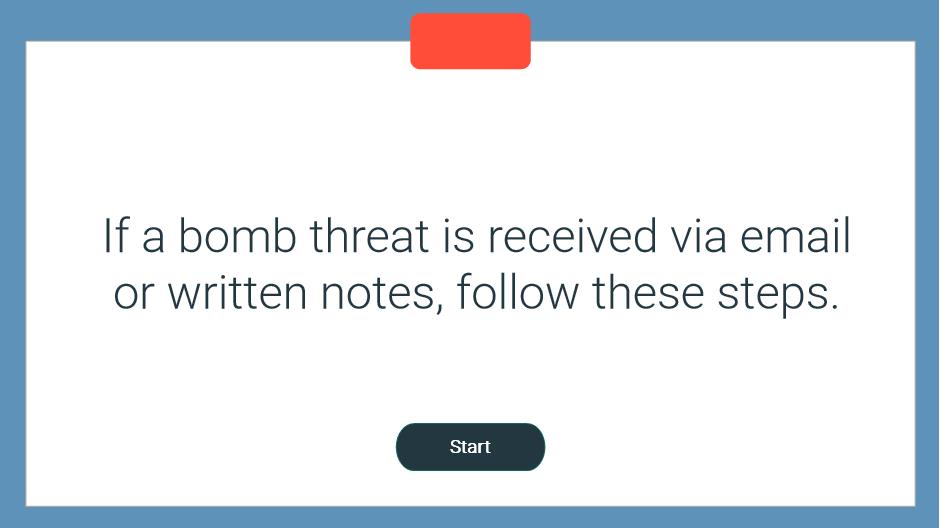 If a bomb threat is received via email
or written notes, follow these steps.
Start